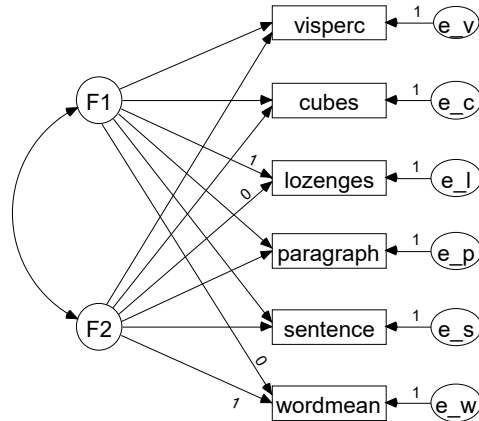 visperc
1
e_v
F1
cubes
1
e_c
1
lozenges
1
e_l
0
paragraph
1
e_p
F2
sentence
1
e_s
0
1
wordmean
1
e_w